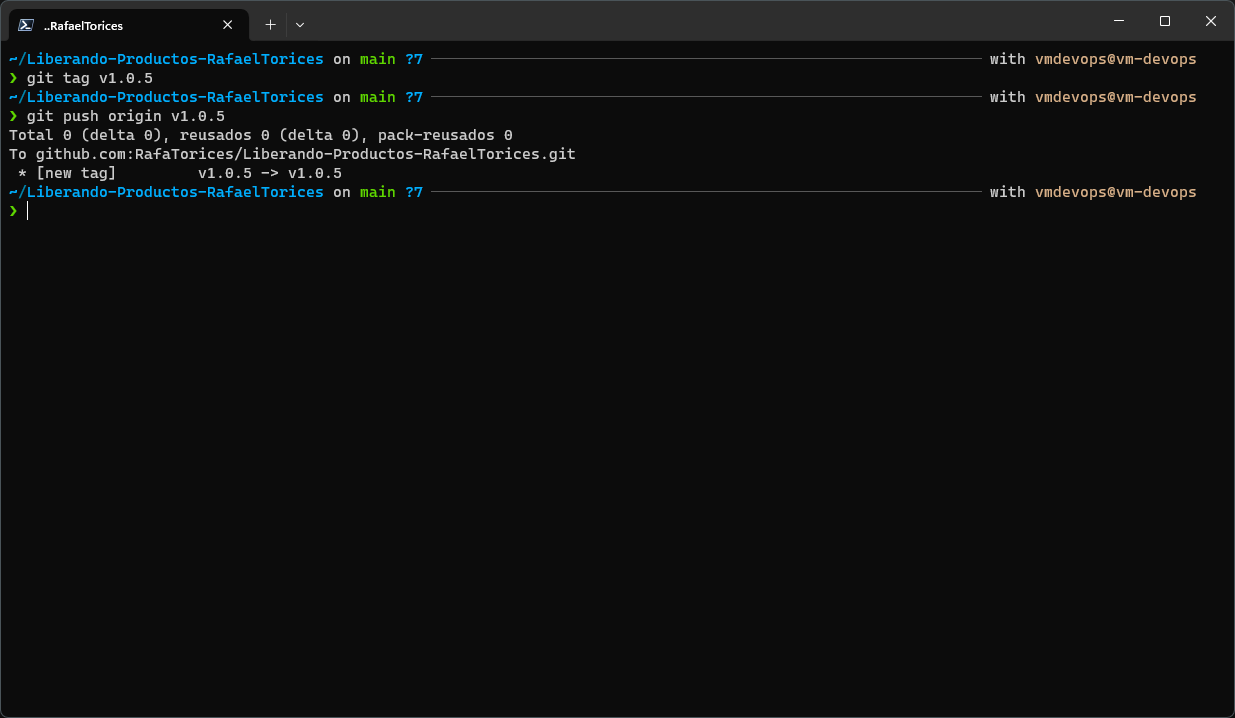 ..RafaelTorices
~/Liberando-Productos-RafaelTorices on main ?7 with vmdevops@vm-devops
❯ git tag v1.0.5
~/Liberando-Productos-RafaelTorices on main ?7 with vmdevops@vm-devops
❯ git push origin v1.0.5
Total 0 (delta 0), reusados 0 (delta 0), pack-reusados 0
To github.com:RafaTorices/Liberando-Productos-RafaelTorices.git
 * [new tag]         v1.0.5 -> v1.0.5
~/Liberando-Productos-RafaelTorices on main ?7 with vmdevops@vm-devops
❯